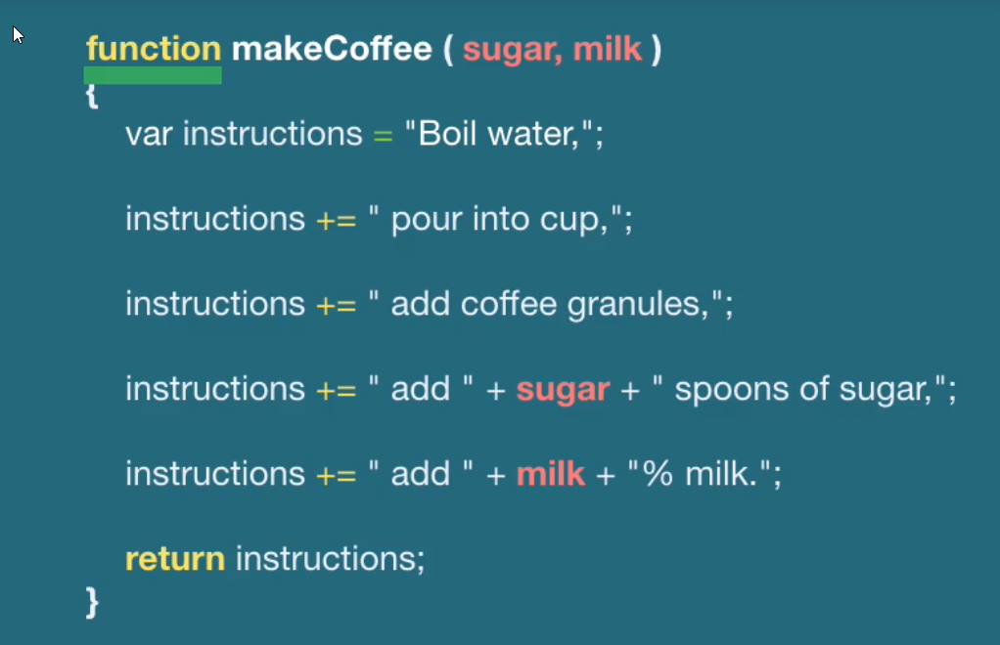 function makeCoffee ( sugar, milk )
{
var instructions = "Boil water,";
instructions += " pour into cup,";
instructions += " add coffee granules,";
instructions += " add " + sugar + " spoons of sugar,";
instructions += " add " + milk + "% milk.";
return instructions;
}